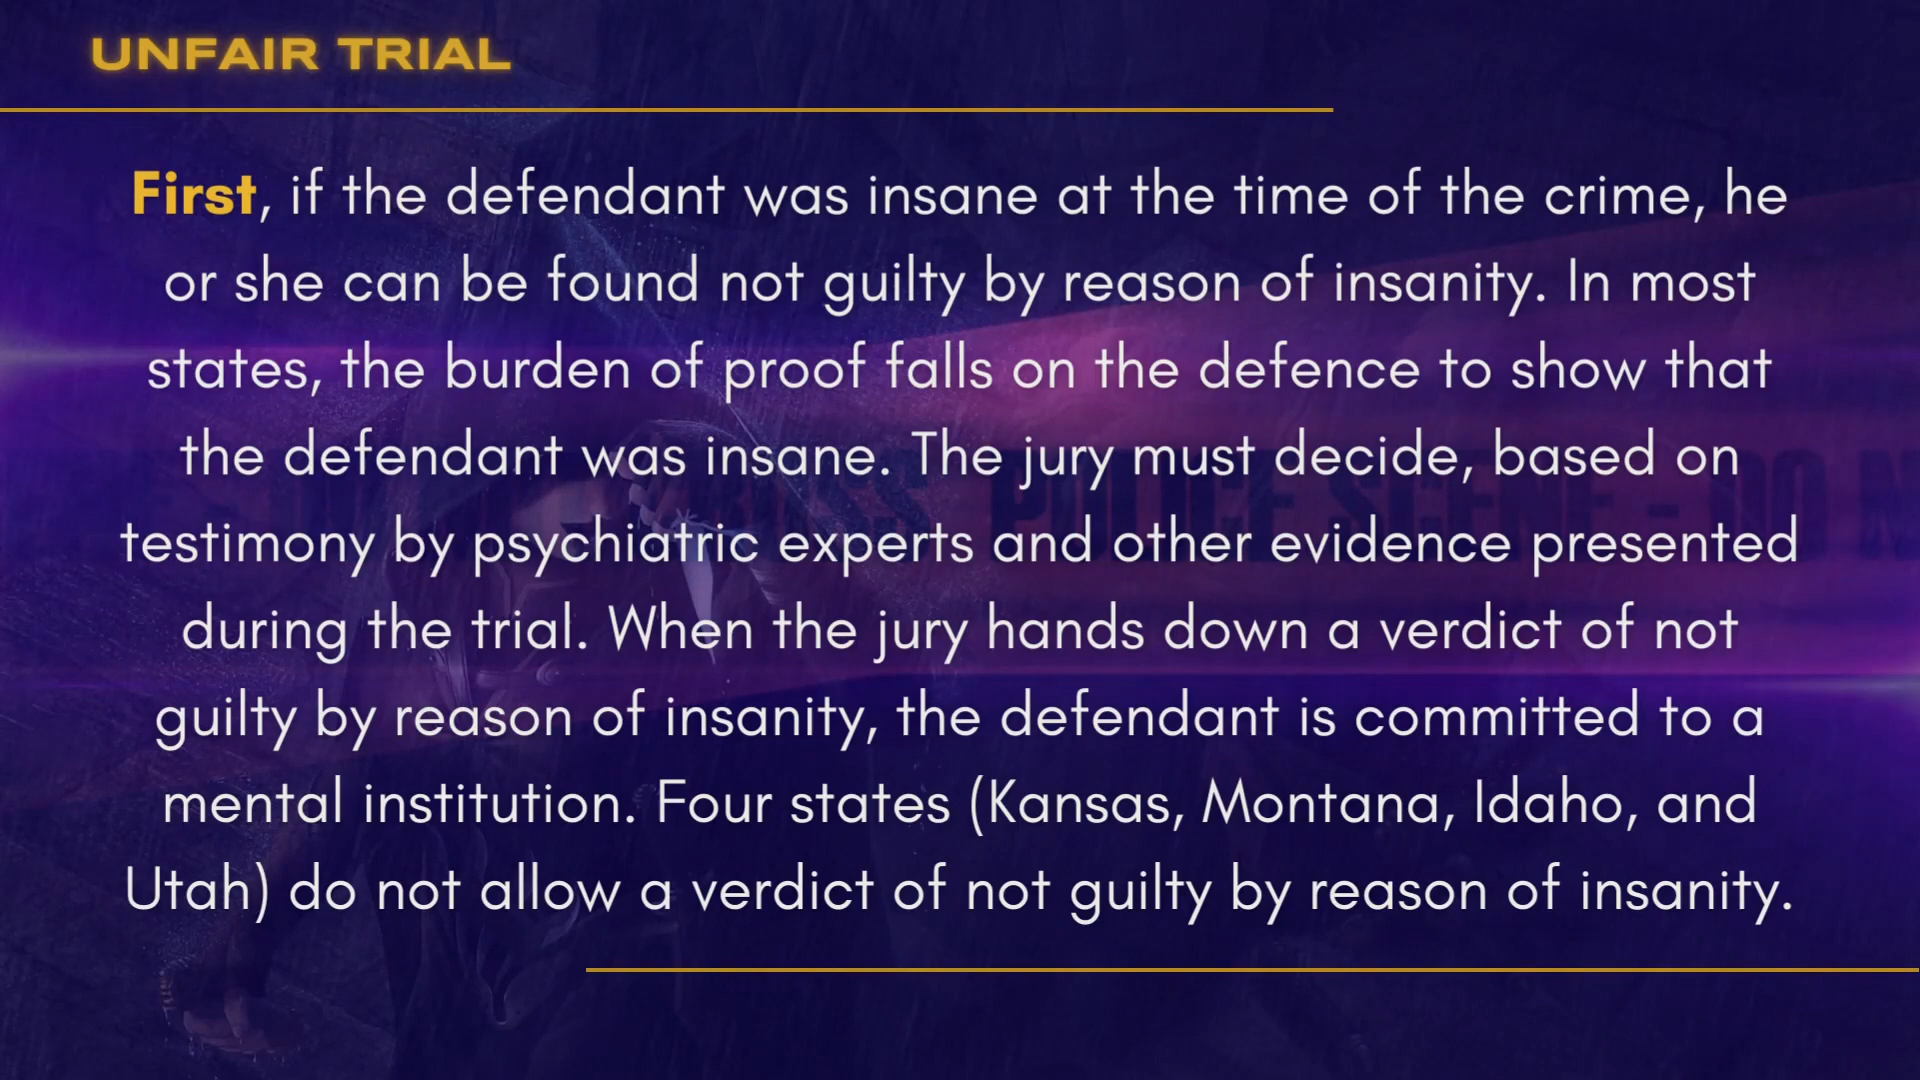 UNFAIR TRIAL
First, if the defendant was insane at the time of the crime, he
or she can be found not guilty by reason of insanity. In most
states, the burden of proof falls on the defence to show that
the defendant was insane. The jury must decide, based on
testimony by psychiatric experts and other evidence presented
during the trial. When the jury hands down a verdict of not
guilty by reason of insanity, the defendant is committed to a
mental institution. Four states (Kansas, Montana, Idaho, and
Utah) do not allow a verdict of not guilty by reason of insanity.
POLICE SCENE - DO